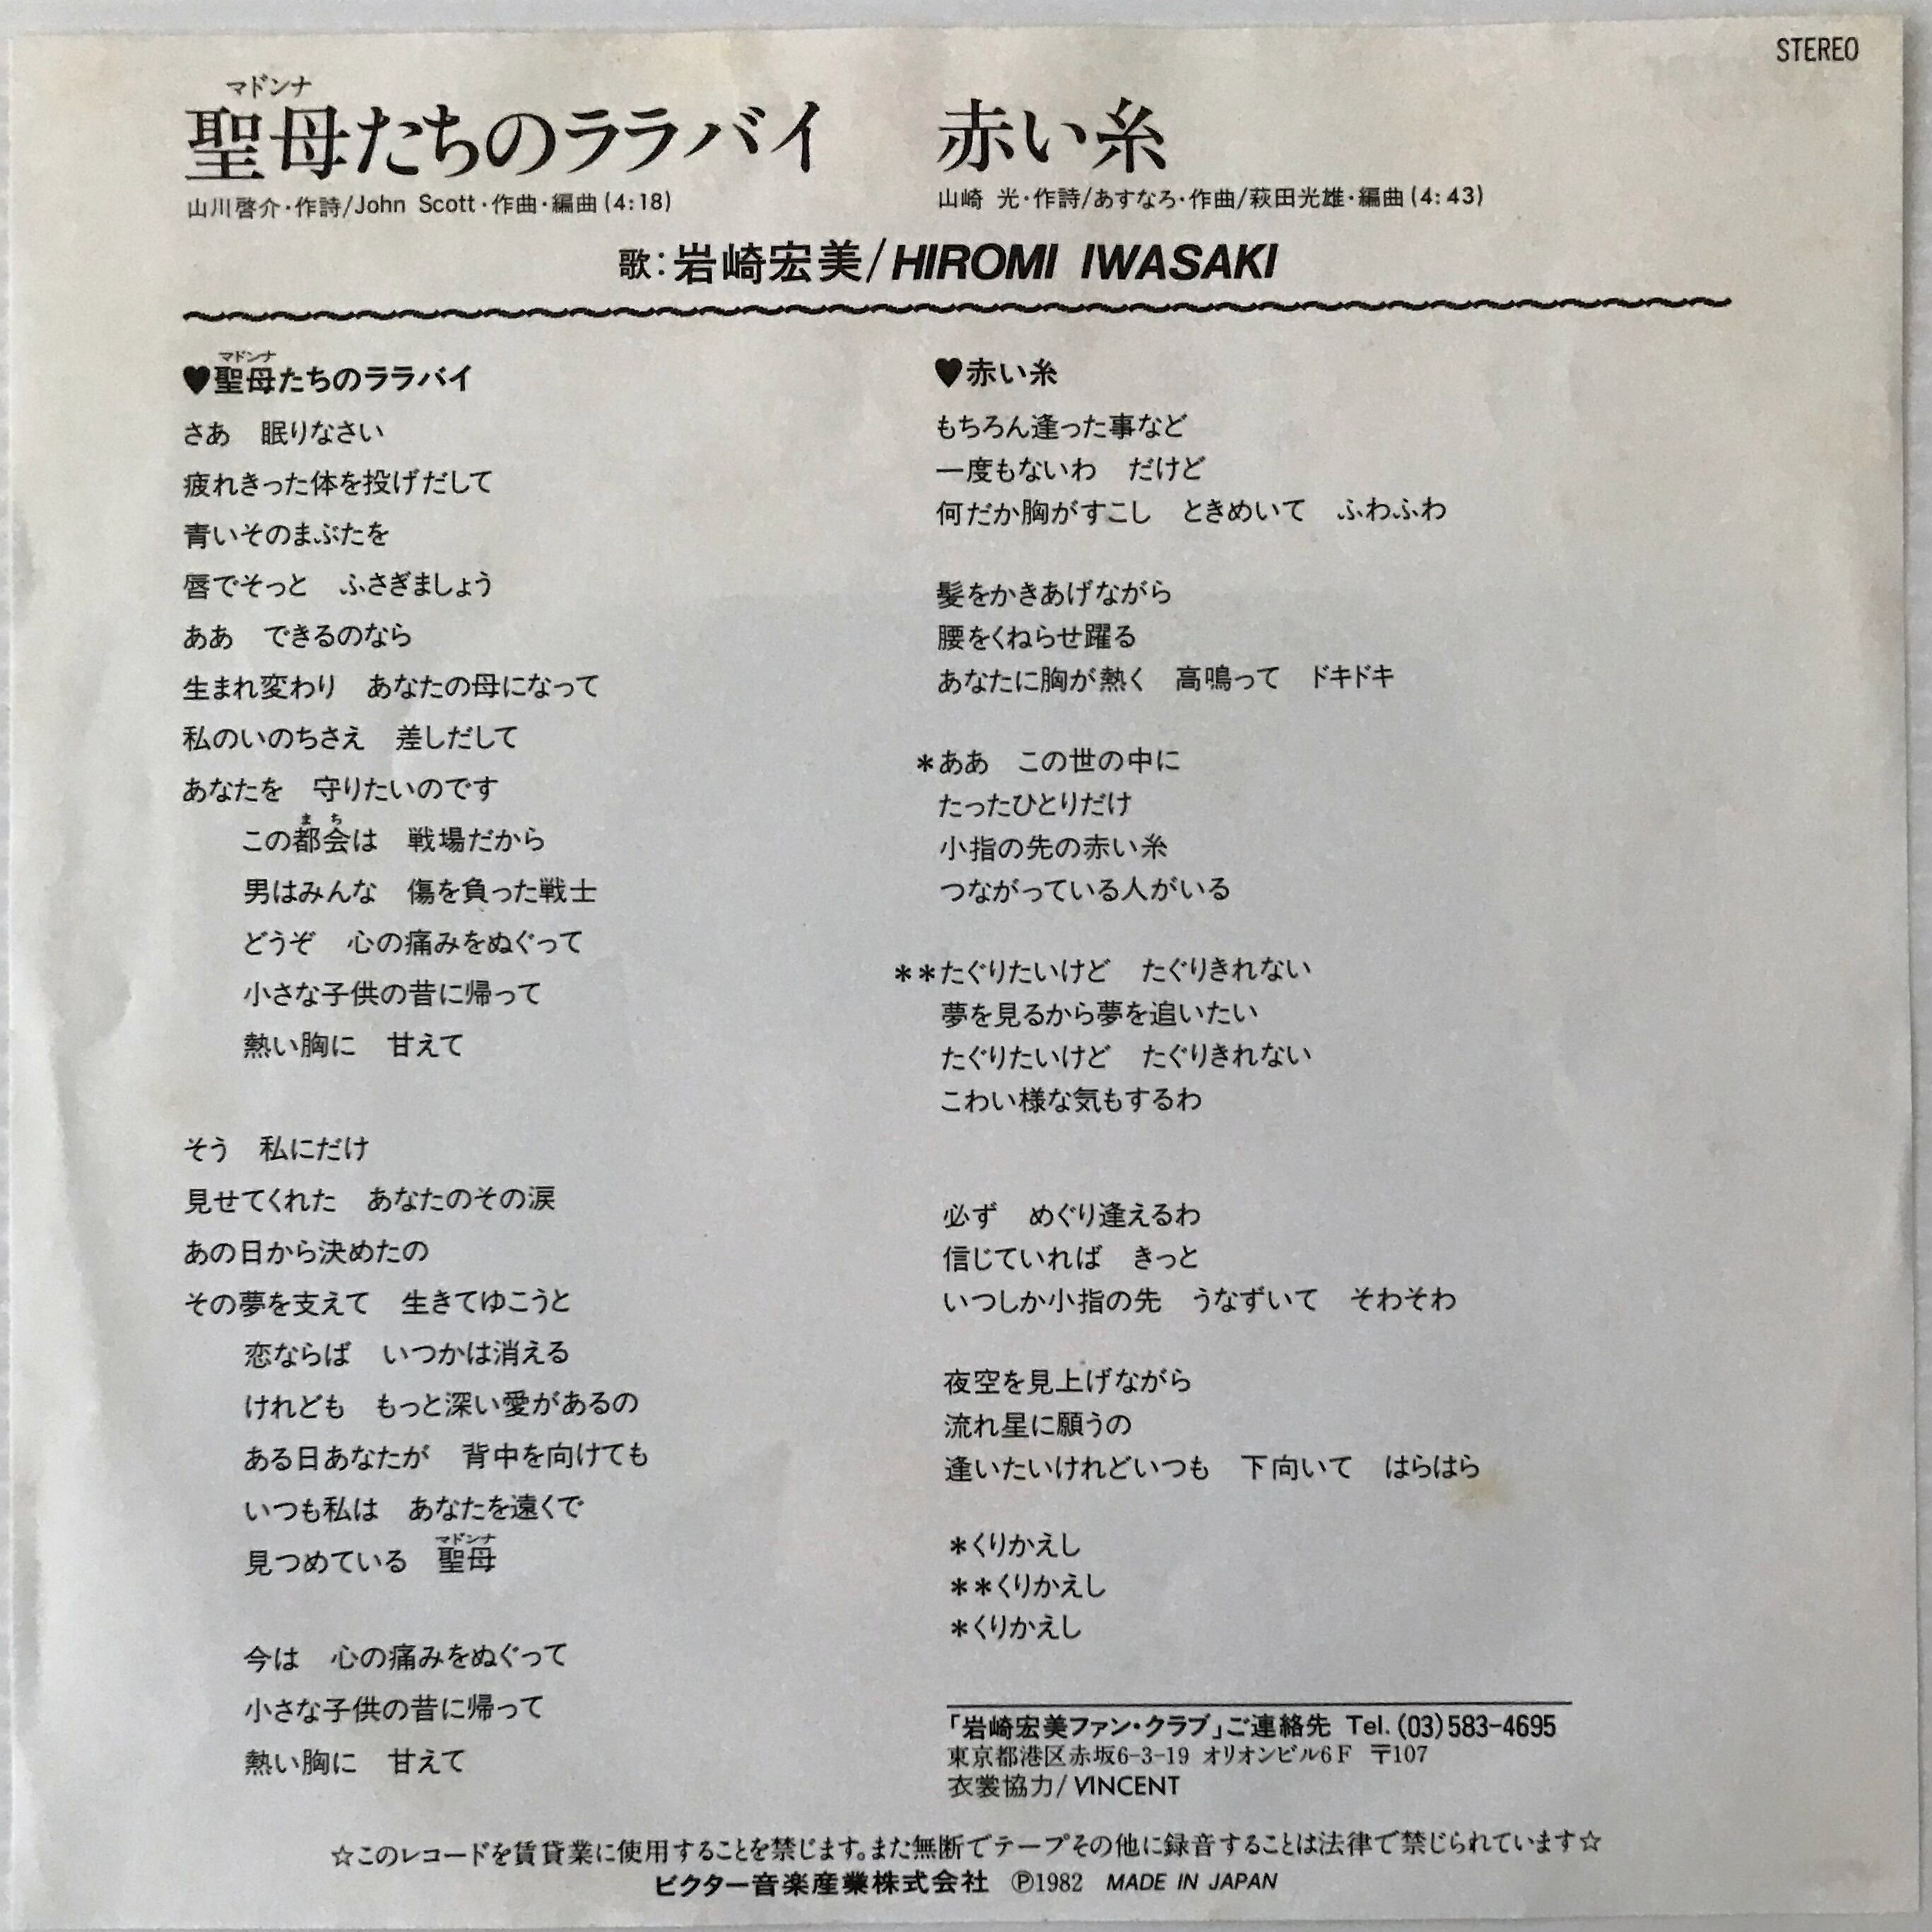 STEREO
マドンナ
聖母たちのララバイ
山川啓介・作詩/John Scott・作曲・編曲(4:18)
赤い糸
山崎 光・作詩/あすなろ・作曲/萩田光雄・編曲(4:43)
歌:岩崎宏美/HIROMI IWASAKI
マドンナ
♥聖母たちのララバイ
さあ　眠りなさい
疲れきった体を投げだして
青いそのまぶたを
唇でそっと　ふさぎましょう
ああ　できるのなら
生まれ変わり　あなたの母になって
私のいのちさえ　差しだして
あなたを　守りたいのです
まち
この都会は　戦場だから
男はみんな　傷を負った戦士
どうぞ　心の痛みをぬぐって
小さな子供の昔に帰って
熱い胸に　甘えて
そう　私にだけ
見せてくれた　あなたのその涙
あの日から決めたの
その夢を支えて　生きてゆこうと
恋ならば　いつかは消える
けれども　もっと深い愛があるの
ある日あなたが　背中を向けても
いつも私は　あなたを遠くで
マドンナ
見つめている　聖母
今は　心の痛みをぬぐって
小さな子供の昔に帰って
熱い胸に　甘えて
♥赤い糸
もちろん逢った事など
一度もないわ　だけど
何だか胸がすこし　ときめいて　ふわふわ
髪をかきあげながら
腰をくねらせ躍る
あなたに胸が熱く　高鳴って　ドキドキ
＊ああ　この世の中に
たったひとりだけ
小指の先の赤い糸
つながっている人がいる
＊＊たぐりたいけど　たぐりきれない
夢を見るから夢を追いたい
たぐりたいけど　たぐりきれない
こわい様な気もするわ
必ず　めぐり逢えるわ
信じていれば　きっと
いつしか小指の先　うなずいて　そわそわ
夜空を見上げながら
流れ星に願うの
逢いたいけれどいつも　下向いて　はらはら
＊くりかえし
＊＊くりかえし
＊くりかえし
「岩崎宏美ファン・クラブ」ご連絡先 Tel.(03)583-4695
東京都港区赤坂6-3-19 オリオンビル6F 〒107
衣裳協力/VINCENT
☆このレコードを賃貸業に使用することを禁じます。また無断でテープその他に録音することは法律で禁じられています☆
ビクター音楽産業株式会社 Ⓟ1982 MADE IN JAPAN